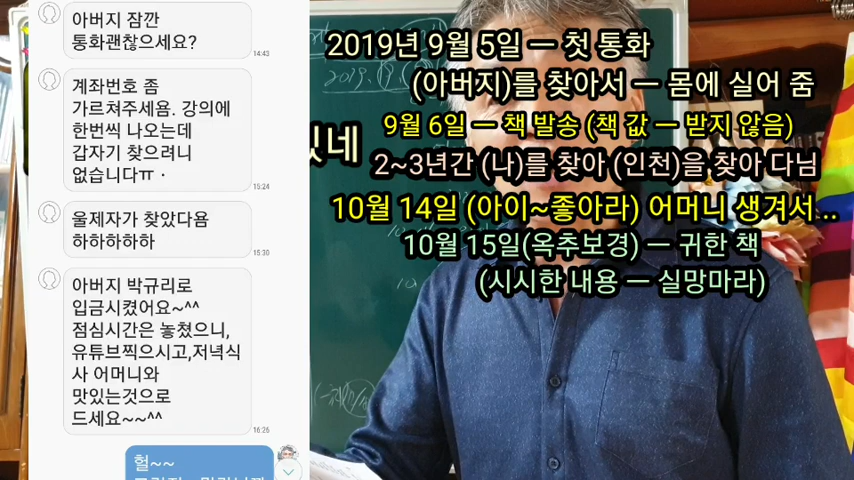 아버지 잠깐
통화괜찮으세요?
14:43
계좌번호 좀
가르쳐주세욤. 강의에
한번씩 나오는데
갑자기 찾으려니
없습니다ㅠ·
15:24
울제자가 찾았다욤
하하하하하
15:30
아버지 박규리로
입금시켰어요~^^
점심시간은 놓쳤으니,
유튜브찍으시고,저녁식
사 어머니와
맛있는것으로
드세요~~^^
16:26
헐~~
2019년 9월 5일 ㅡ 첫 통화
(아버지)를 찾아서 ㅡ 몸에 실어 줌
9월 6일 ㅡ 책 발송 (책 값 ㅡ 받지 않음)
있네
2~3년간 (나)를 찾아 (인천)을 찾아 다님
10월 14일 (아이~좋아라) 어머니 생겨서...
10월 15일(옥추보경) ㅡ 귀한 책
(시시한 내용 ㅡ 실망마라)